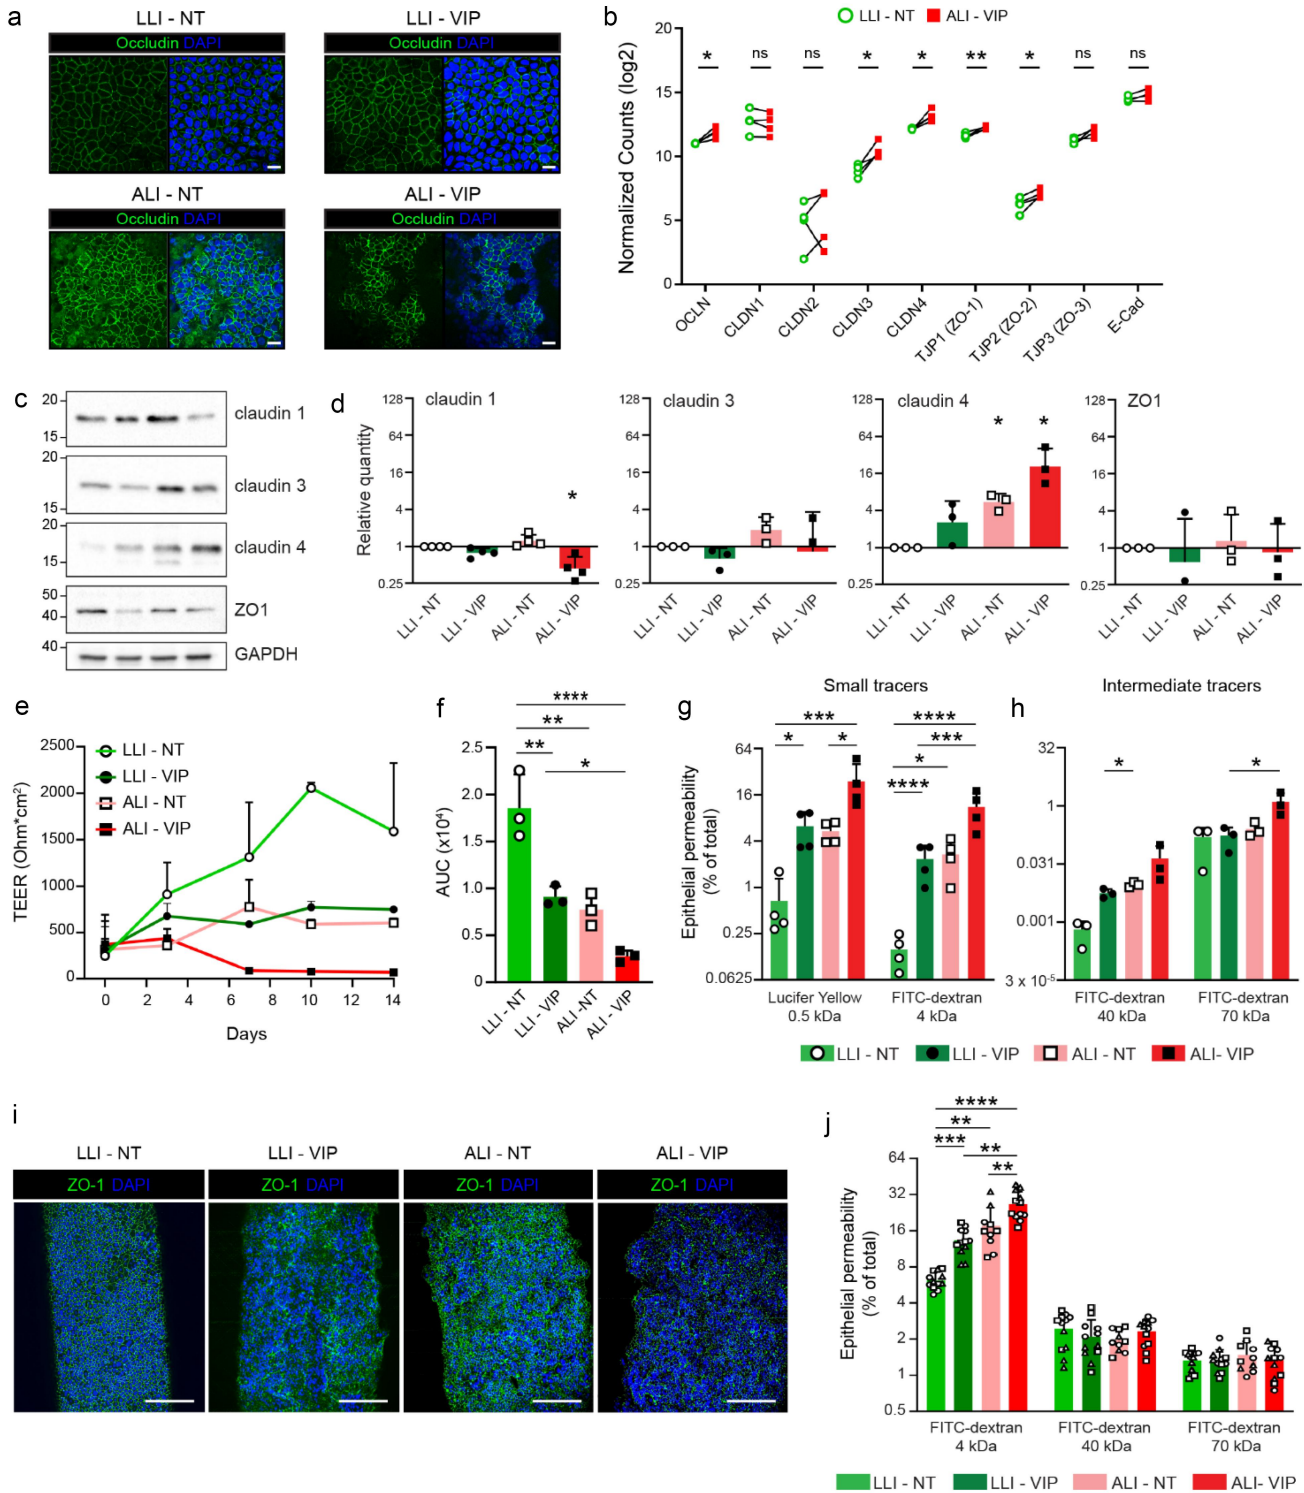 a
LLI - NT
Occludin DAPI
LLI - VIP
Occludin DAPI
ALI - NT
Occludin DAPI
ALI - VIP
Occludin DAPI
b
LLI - NT ALI - VIP
Normalized Counts (log2)
20
15
10
5
0
* ns ns * * ** * ns ns
OCLN
CLDN1
CLDN2
CLDN3
CLDN4
TJP1 (ZO-1)
TJP2 (ZO-2)
TJP3 (ZO-3)
E-Cad
c
20
15
claudin 1
20
15
claudin 3
20
15
claudin 4
50
40
ZO1
40
GAPDH
d
Relative quantity
claudin 1
128
64
16
4
1
0.25
*
LLI - NT
LLI - VIP
ALI - NT
ALI - VIP
claudin 3
128
64
16
4
1
0.25
LLI - NT
LLI - VIP
ALI - NT
ALI - VIP
claudin 4
128
64
16
4
1
0.25
* *
LLI - NT
LLI - VIP
ALI - NT
ALI - VIP
ZO1
128
64
16
4
1
0.25
LLI - NT
LLI - VIP
ALI - NT
ALI - VIP
e
TEER (Ohm*cm2)
2500
2000
1500
1000
500
0
LLI - NT
LLI - VIP
ALI - NT
ALI - VIP
0 2 4 6 8 10 12 14
Days
f
AUC (x10⁴)
2.5
2.0
1.5
1.0
0.5
0
****
**
**
*
LLI - NT
LLI - VIP
ALI -NT
ALI - VIP
g
Small tracers
Epithelial permeability
(% of total)
64
16
4
1
0.25
0.0625
***
* *
****
***
*
****
Lucifer Yellow
0.5 kDa
FITC-dextran
4 kDa
h
Intermediate tracers
32
1
0.031
0.001
3 x 10⁻⁵
*
*
FITC-dextran
40 kDa
FITC-dextran
70 kDa
LLI - NT LLI - VIP ALI - NT ALI- VIP
i
LLI - NT
ZO-1 DAPI
LLI - VIP
ZO-1 DAPI
ALI - NT
ZO-1 DAPI
ALI - VIP
ZO-1 DAPI
j
Epithelial permeability
(% of total)
64
32
16
8
4
2
1
0.5
****
**
*** **
**
FITC-dextran
4 kDa
FITC-dextran
40 kDa
FITC-dextran
70 kDa
LLI - NT LLI - VIP ALI - NT ALI- VIP